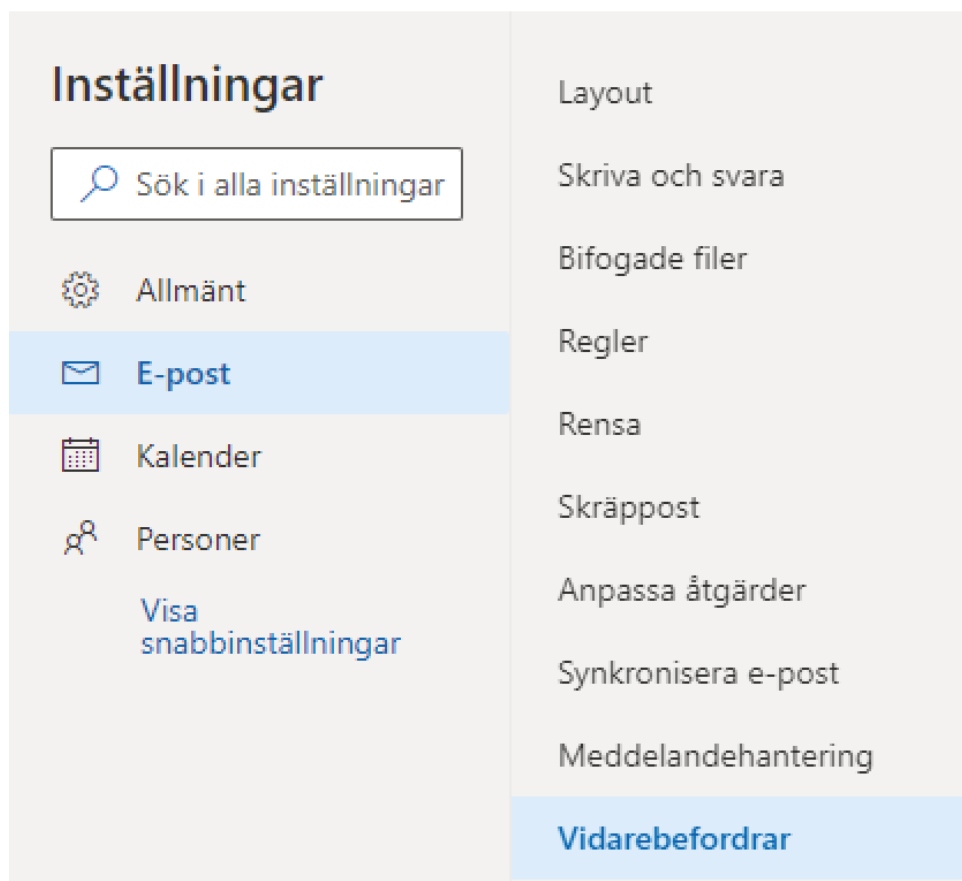 Inställningar
Sök i alla inställningar
Allmänt
E-post
Kalender
Personer
Visa
snabbinställningar
Layout
Skriva och svara
Bifogade filer
Regler
Rensa
Skräppost
Anpassa åtgärder
Synkronisera e-post
Meddelandehantering
Vidarebefordrar